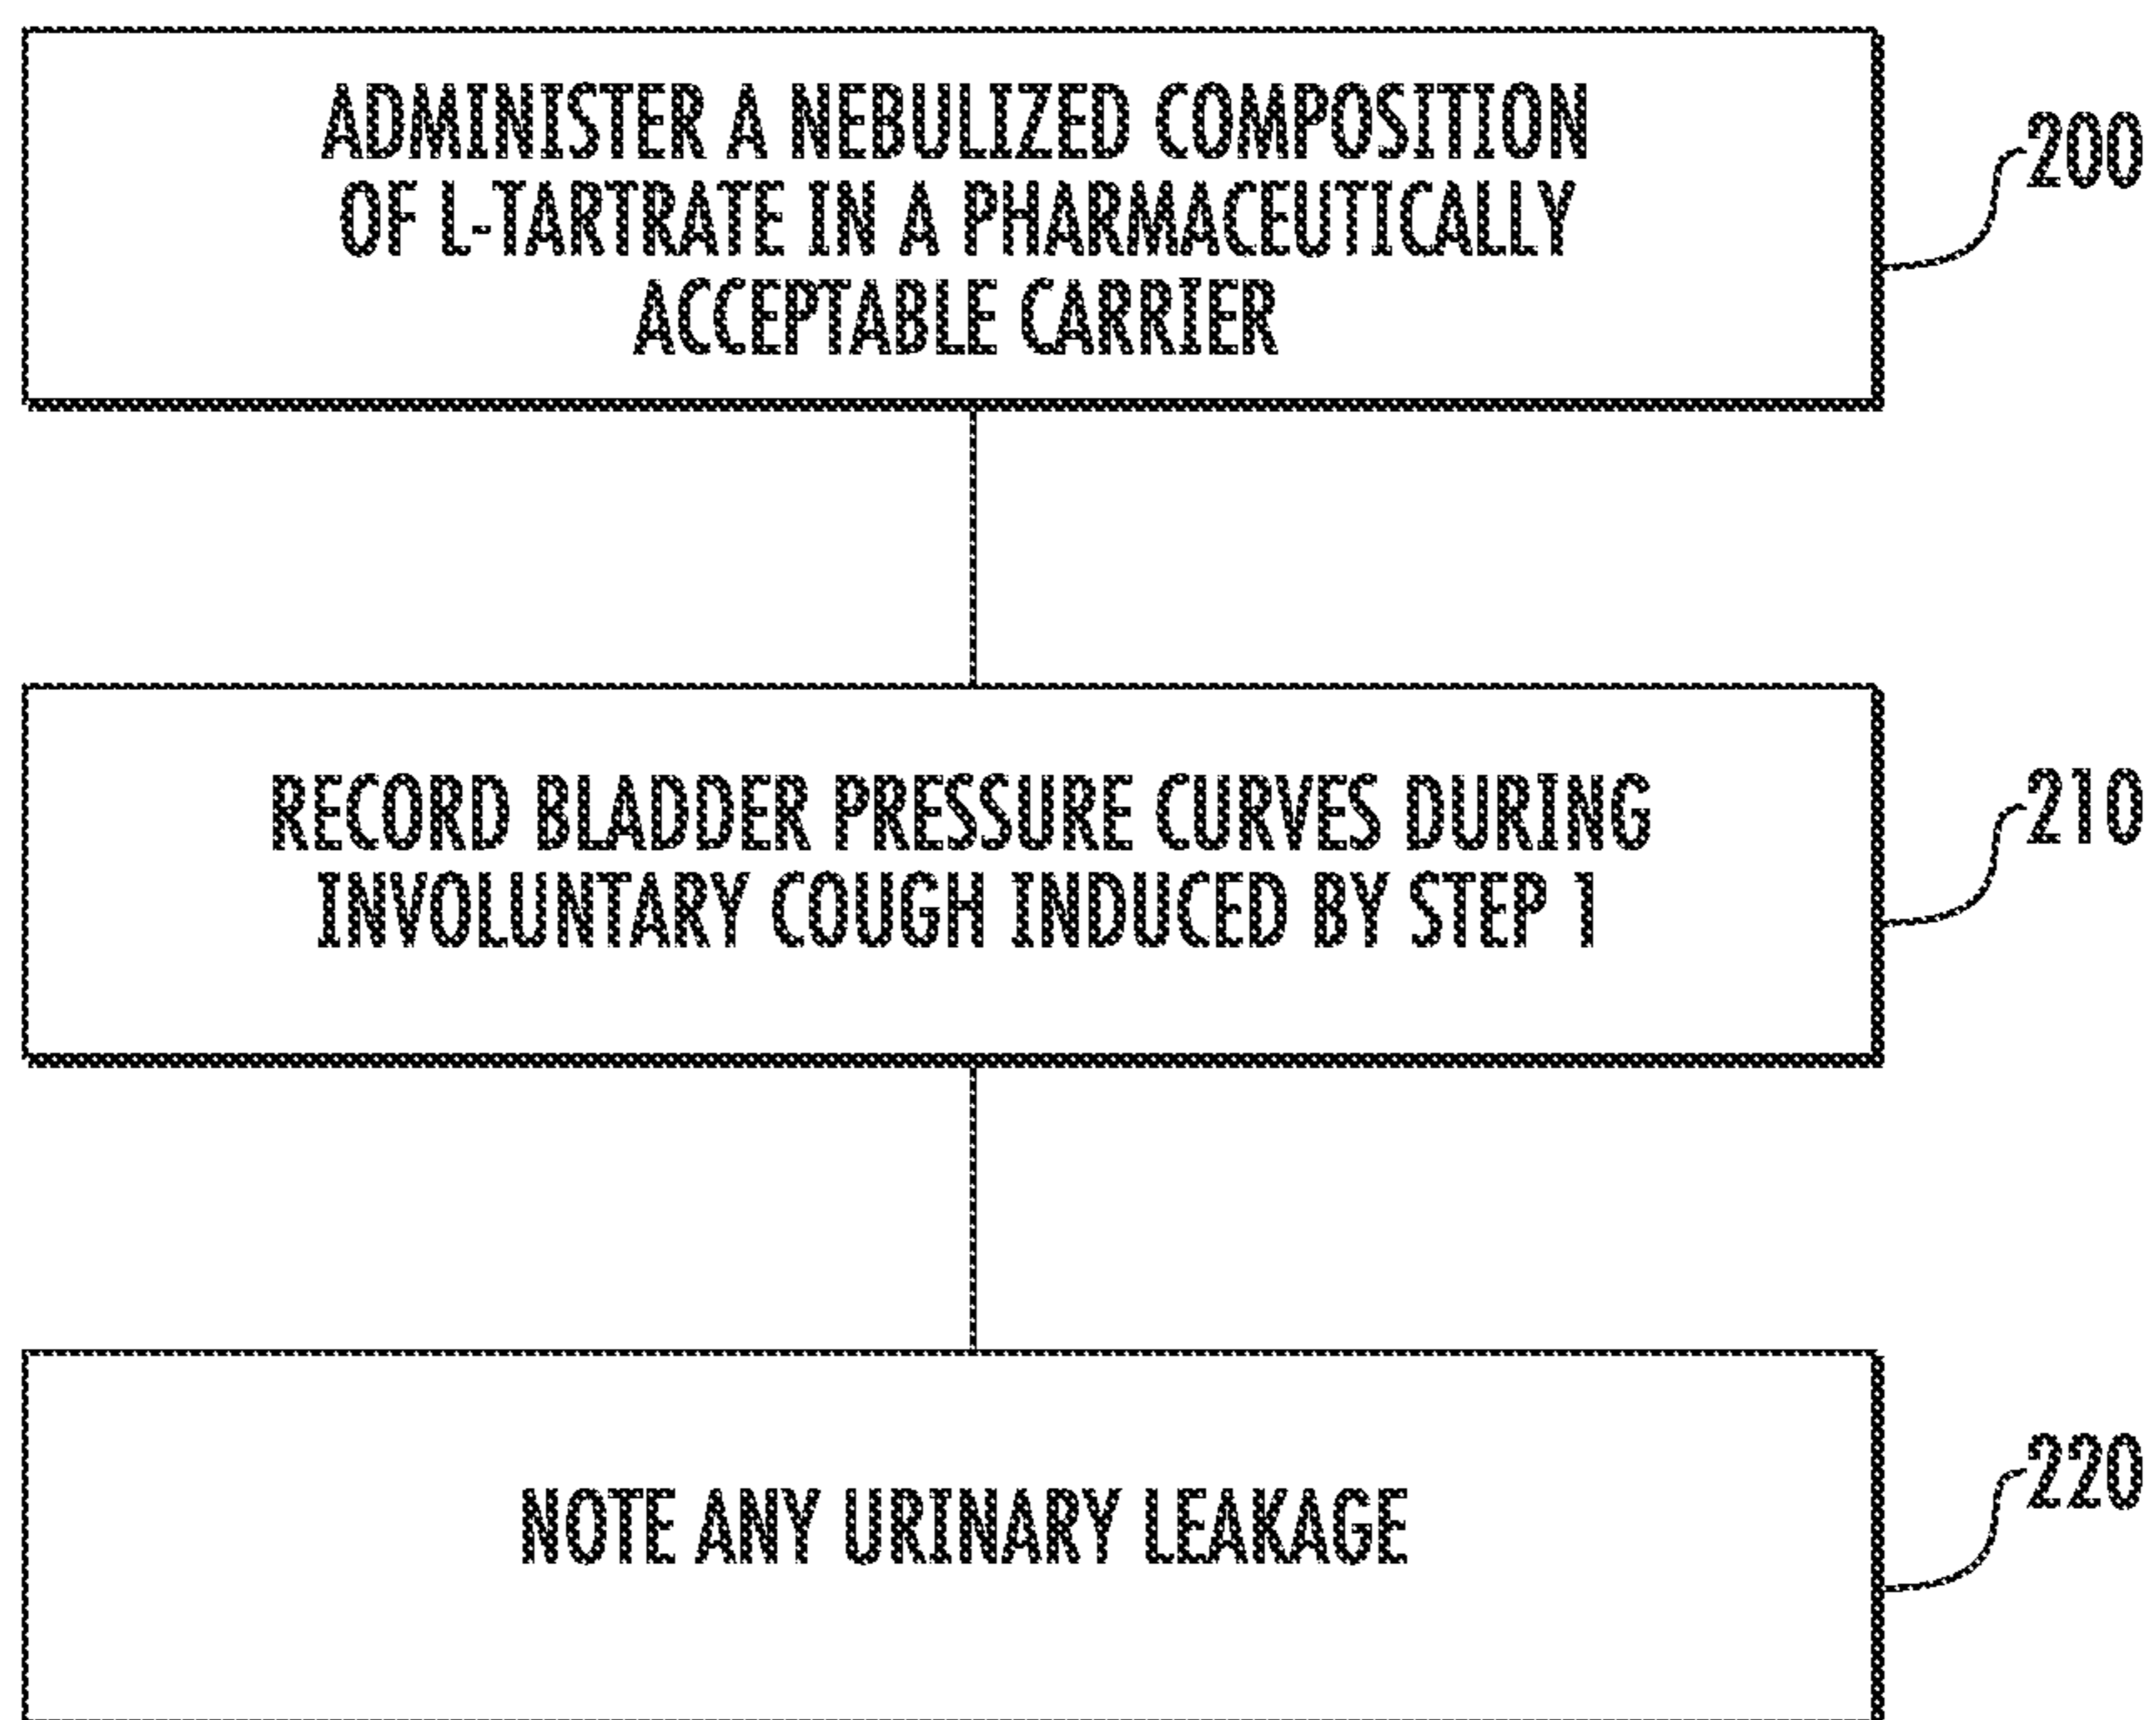 ADMINISTER A NEBULIZED COMPOSITION
OF L-TARTRATE IN A PHARMACEUTICALLY
ACCEPTABLE CARRIER
200
RECORD BLADDER PRESSURE CURVES DURING
INVOLUNTARY COUGH INDUCED BY STEP 1
210
NOTE ANY URINARY LEAKAGE
220